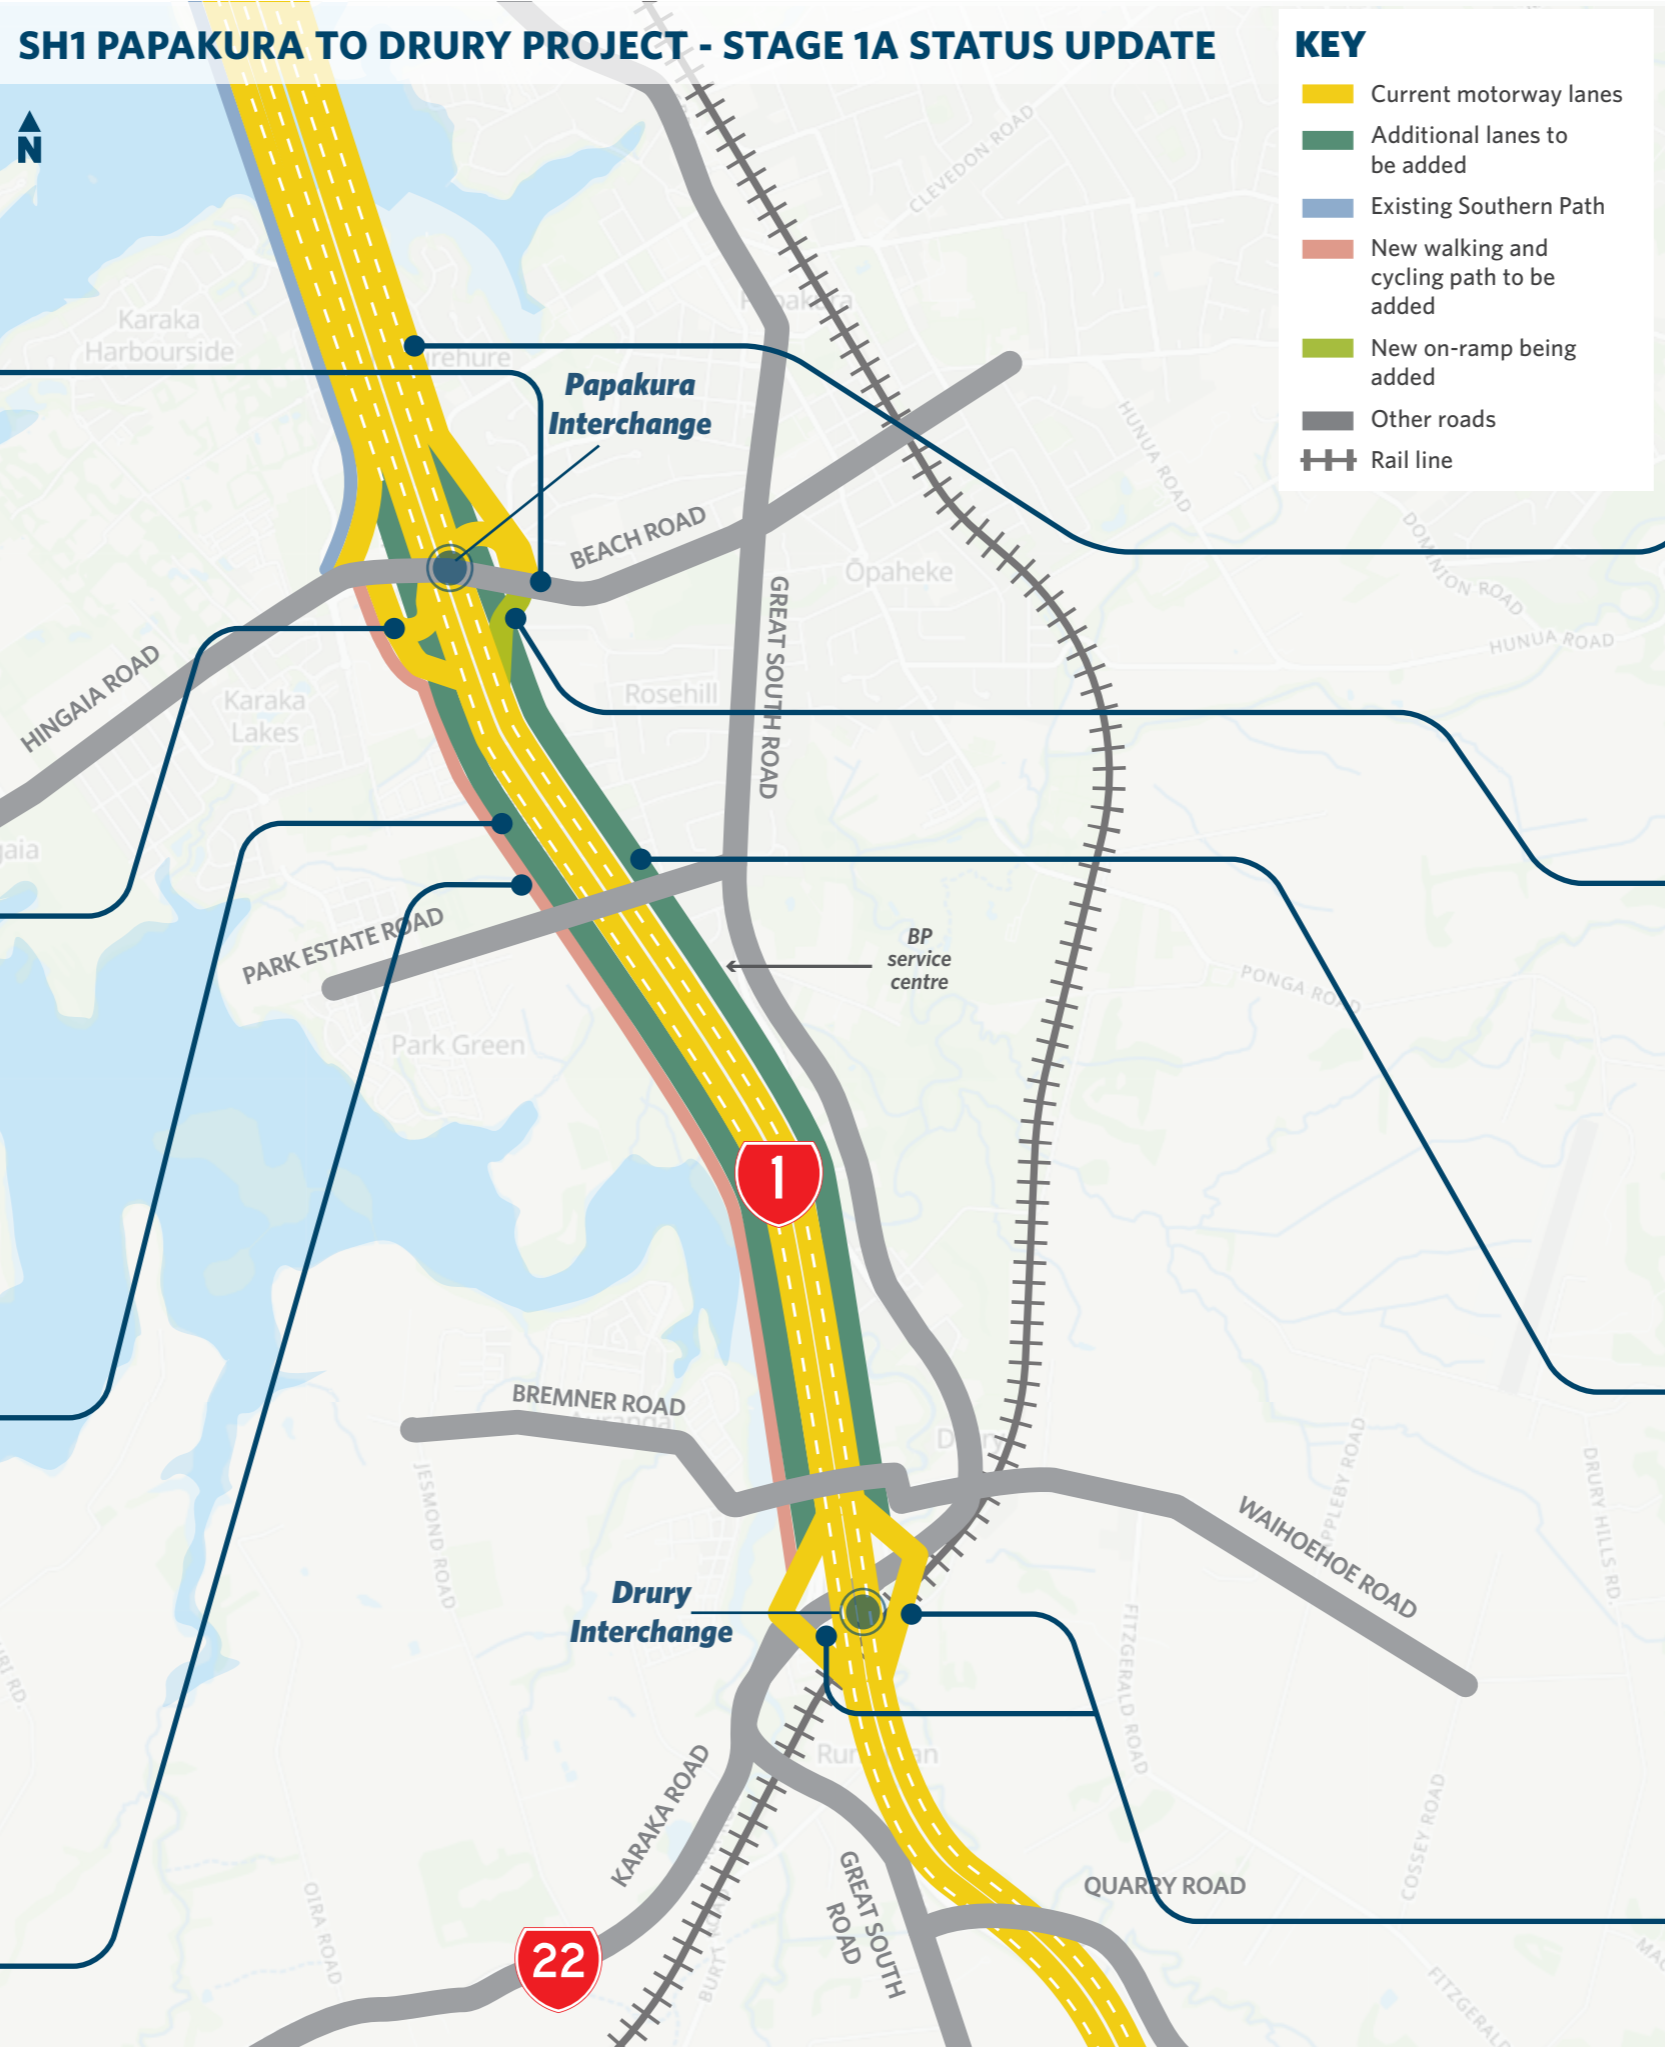 SH1 PAPAKURA TO DRURY PROJECT - STAGE 1A STATUS UPDATE
KEY
Current motorway lanes
Additional lanes to
be added
Existing Southern Path
New walking and
cycling path to be
added
New on-ramp being
added
Other roads
Rail line
N
CLEVEDON ROAD
Karaka
Harbourside
Papakura
Interchange
BEACH ROAD
HUNUA ROAD
DOMINION ROAD
HUNUA ROAD
Ōpaheke
GREAT SOUTH ROAD
HINGAIA ROAD
Karaka
Lakes
Rosehill
PARK ESTATE ROAD
BP
service
centre
PONGA ROAD
Park Green
1
BREMNER ROAD
JESMOND ROAD
WAIHOEHOE ROAD
DRURY HILLS RD.
Drury
Interchange
FITZGERALD ROAD
KARAKA ROAD
GREAT SOUTH
ROAD
QUARRY ROAD
COSSEY ROAD
OIRA ROAD
22